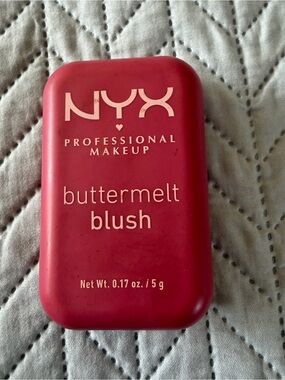 NYX
PROFESSIONAL
MAKEUP
buttermelt
blush
Net Wt. 0.17 oz. / 5 g